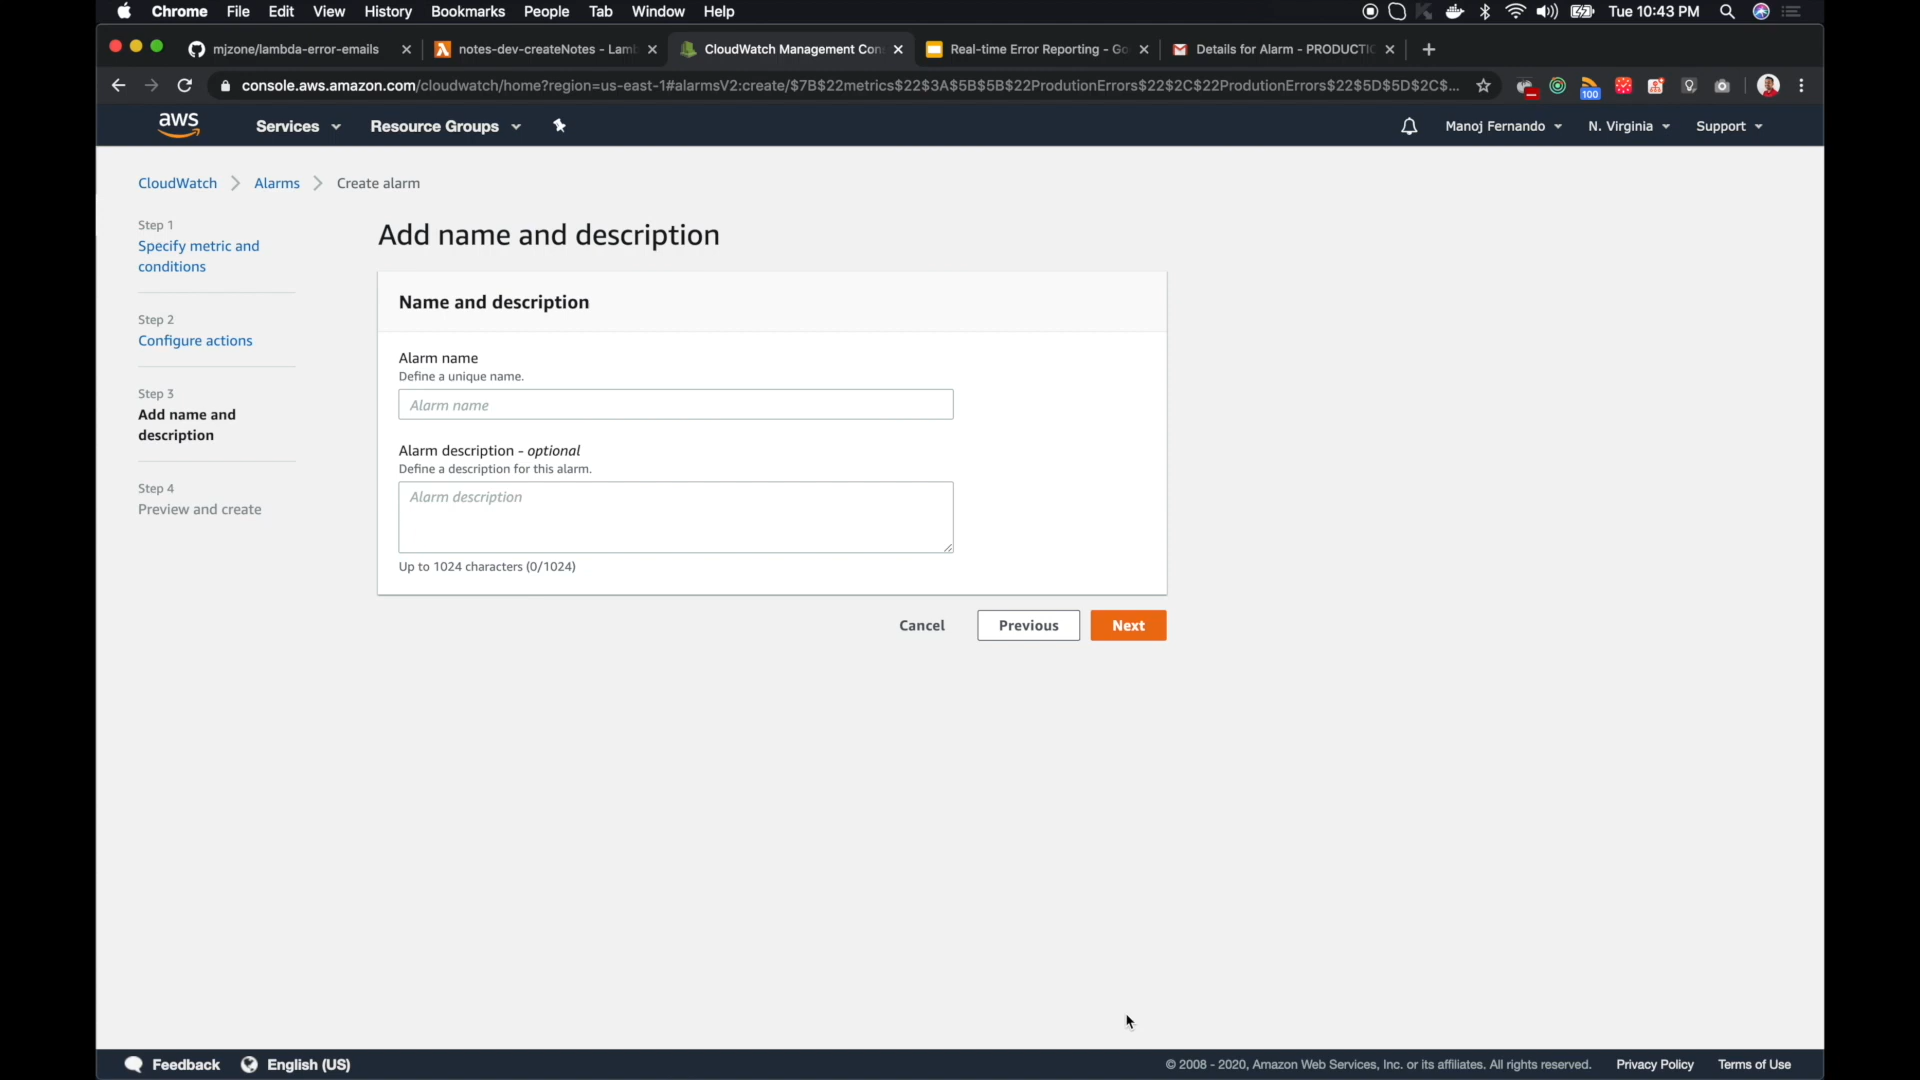 Chrome File Edit View History Bookmarks People Tab Window Help Tue 10:43 PM
mjzone/lambda-error-emails notes-dev-createNotes - Lam CloudWatch Management Con Real-time Error Reporting - Go Details for Alarm - PRODUCTIO
console.aws.amazon.com/cloudwatch/home?region=us-east-1#alarmsV2:create/$7B$22metrics$22$3A$5B$5B$22ProdutionErrors$22$2C$22ProdutionErrors$22$5D$5D$2C$... 100
aws Services Resource Groups Manoj Fernando N. Virginia Support
CloudWatch Alarms Create alarm
Step 1
Specify metric and
conditions
Step 2
Configure actions
Step 3
Add name and
description
Step 4
Preview and create
Add name and description
Name and description
Alarm name
Define a unique name.
Alarm name
Alarm description - optional
Define a description for this alarm.
Alarm description
Up to 1024 characters (0/1024)
Cancel Previous Next
Feedback English (US) © 2008 - 2020, Amazon Web Services, Inc. or its affiliates. All rights reserved. Privacy Policy Terms of Use